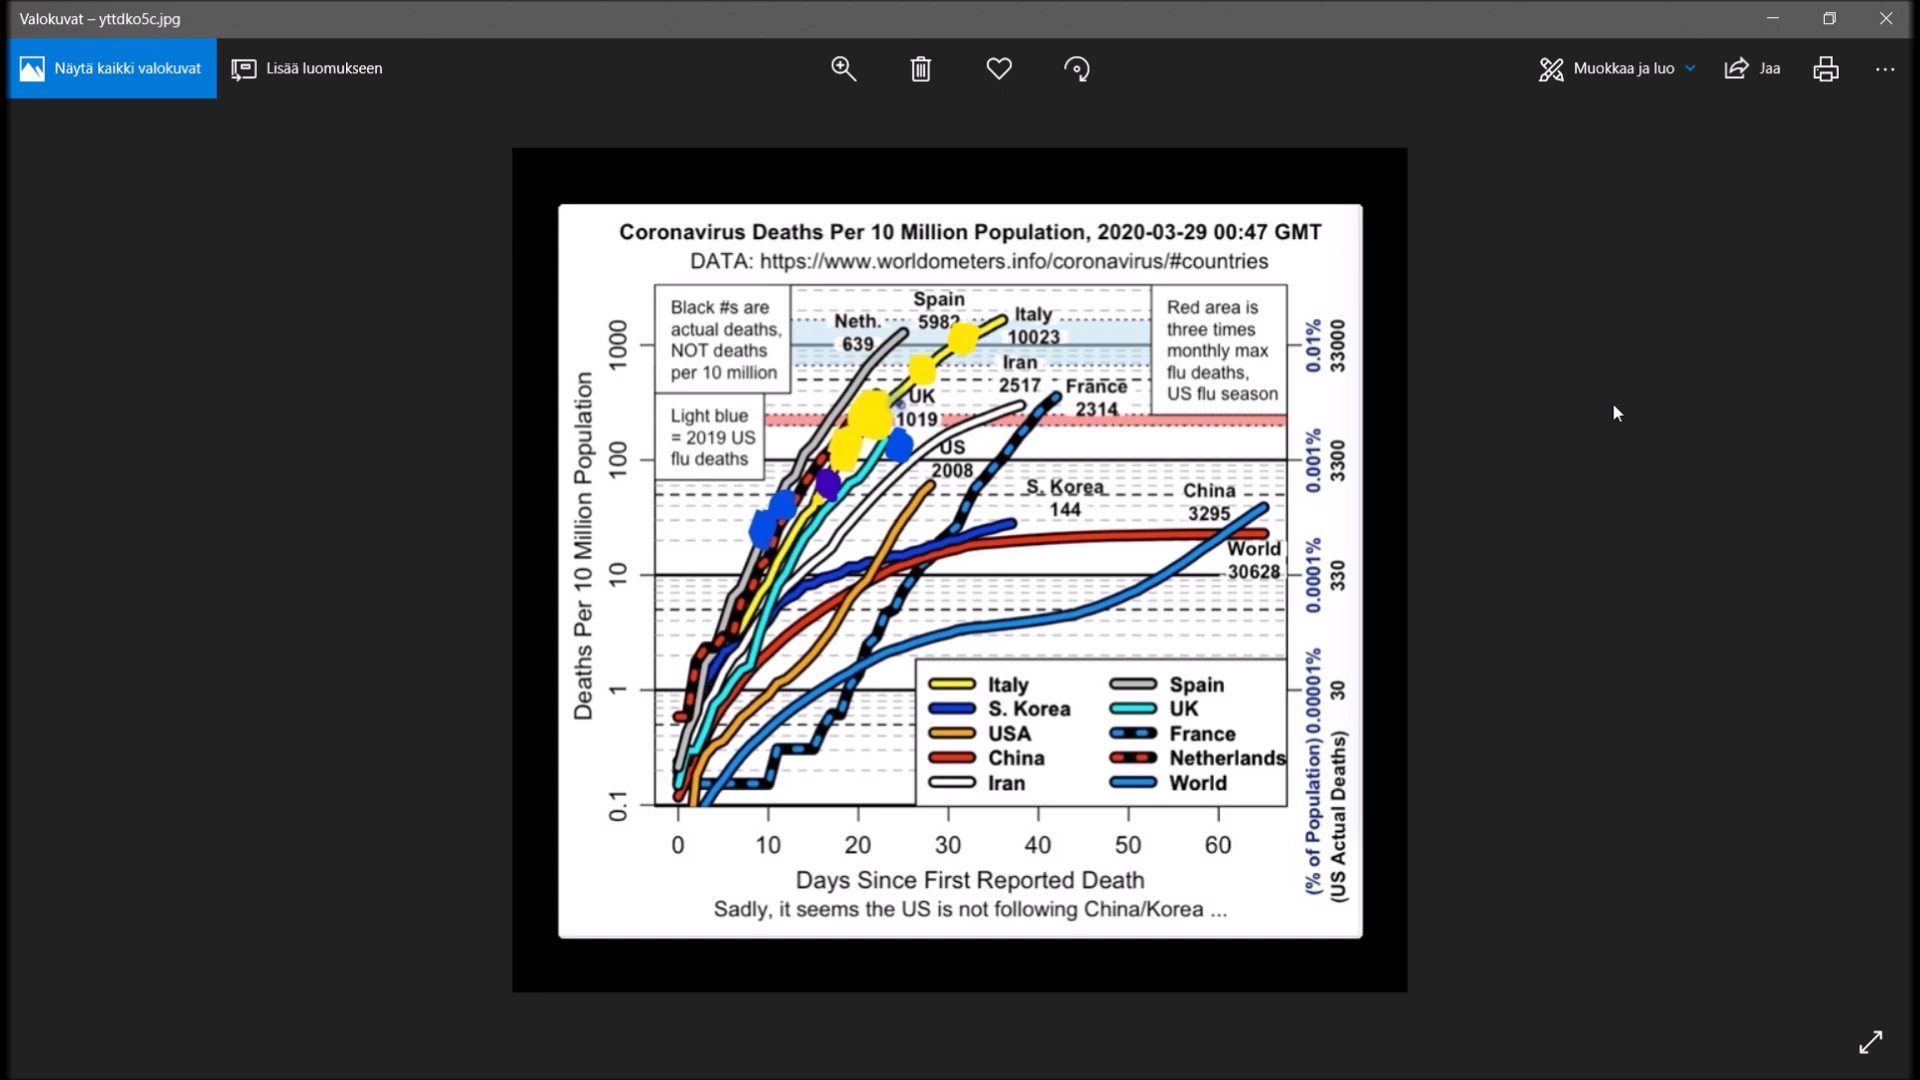 Valokuvat – yttdko5c.jpg
Näytä kaikki valokuvat
Lisää luomukseen
Muokkaa ja luo
Jaa
Coronavirus Deaths Per 10 Million Population, 2020-03-29 00:47 GMT
DATA: https://www.worldometers.info/coronavirus/#countries
Black #s are
actual deaths,
NOT deaths
per 10 million
Light blue
= 2019 US
flu deaths
Red area is
three times
monthly max
flu deaths,
US flu season
Neth.
639
Spain
5982
Italy
10023
Iran
2517
France
2314
UK
1019
US
2008
S. Korea
144
China
3295
World
30628
Italy
S. Korea
USA
China
Iran
Spain
UK
France
Netherlands
World
Deaths Per 10 Million Population
1000
100
10
1
0.1
0 10 20 30 40 50 60
Days Since First Reported Death
Sadly, it seems the US is not following China/Korea ...
(% of Population) 0.00001% 0.0001% 0.001% 0.01%
(US Actual Deaths) 30 330 3300 33000